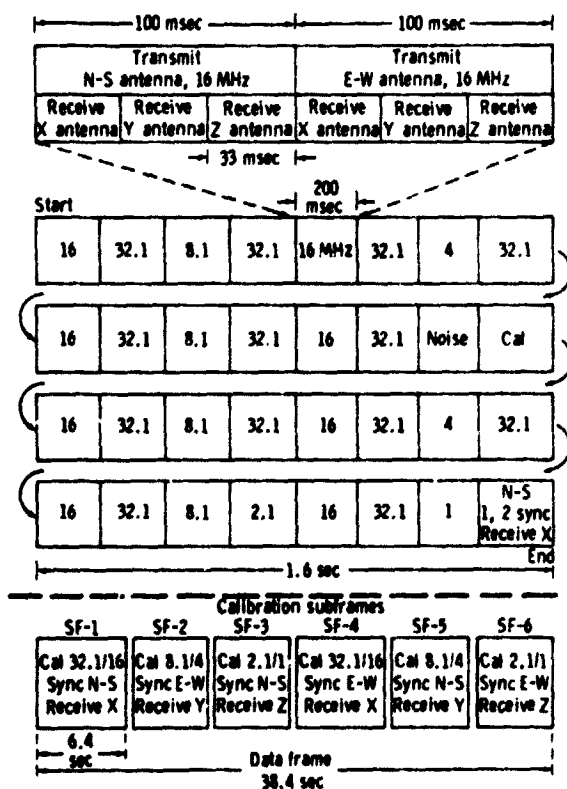 100 msec 100 msec
Transmit Transmit
N-S antenna, 16 MHz E-W antenna, 16 MHz
Receive Receive Receive Receive Receive Receive
X antenna Y antenna Z antenna X antenna Y antenna Z antenna
33 msec
200
msec
Start
16 32.1 8.1 32.1 16 MHz 32.1 4 32.1
16 32.1 8.1 32.1 16 32.1 Noise Cal
16 32.1 8.1 32.1 16 32.1 4 32.1
16 32.1 8.1 2.1 16 32.1 1 N-S
1, 2 sync
Receive X
End
1.6 sec
Calibration subframes
SF-1 SF-2 SF-3 SF-4 SF-5 SF-6
Cal 32.1/16 Cal 8.1/4 Cal 2.1/1 Cal 32.1/16 Cal 8.1/4 Cal 2.1/1
Sync N-S Sync E-W Sync N-S Sync E-W Sync N-S Sync E-W
Receive X Receive Y Receive Z Receive X Receive Y Receive Z
6.4
sec
Data frame
38.4 sec